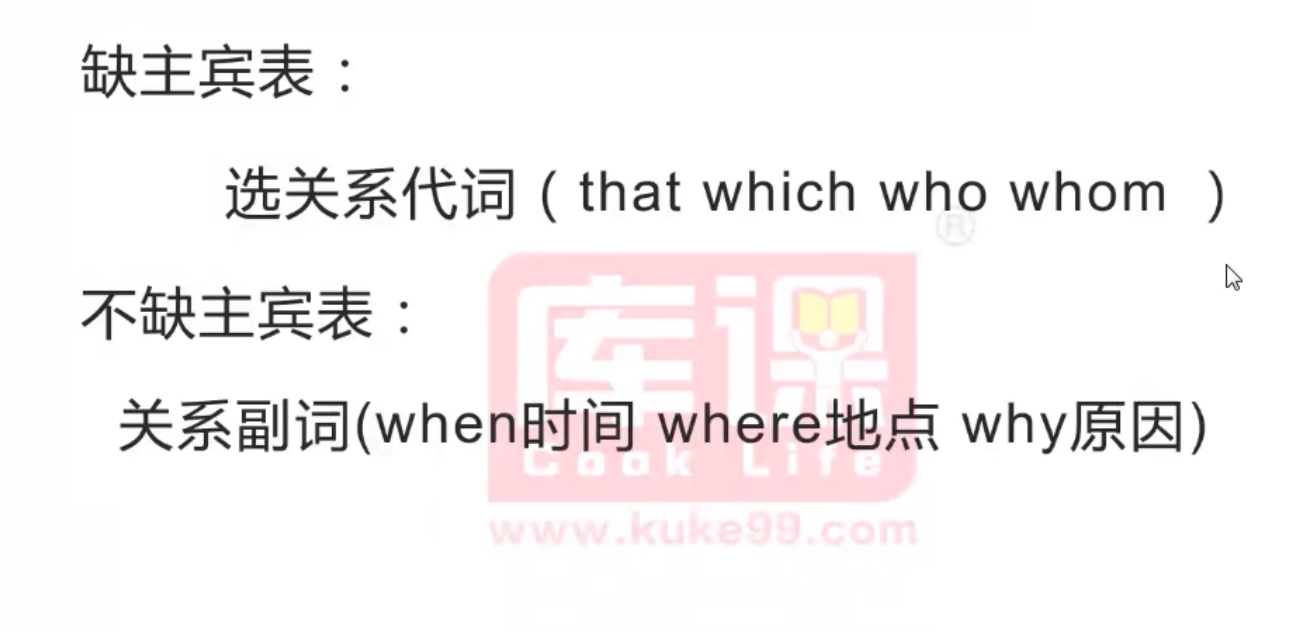 缺主宾表：
选关系代词（that which who whom ）
®
不缺主宾表：
库课
关系副词(when时间 where地点 why原因)
Cook Life
www.kuke99.com